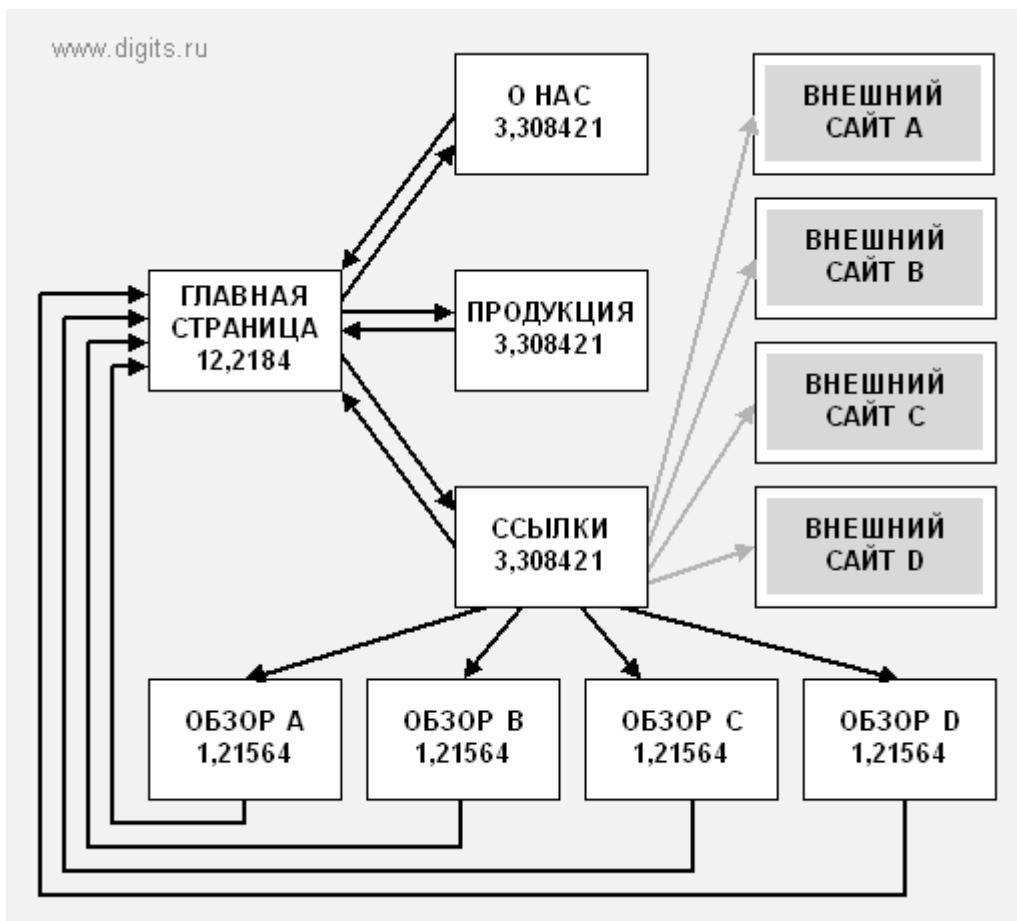 www.digits.ru
О НАС
3,308421
ВНЕШНИЙ
САЙТ A
ВНЕШНИЙ
САЙТ B
ГЛАВНАЯ
СТРАНИЦА
12,2184
ПРОДУКЦИЯ
3,308421
ВНЕШНИЙ
САЙТ C
ССЫЛКИ
3,308421
ВНЕШНИЙ
САЙТ D
ОБЗОР A
1,21564
ОБЗОР B
1,21564
ОБЗОР C
1,21564
ОБЗОР D
1,21564